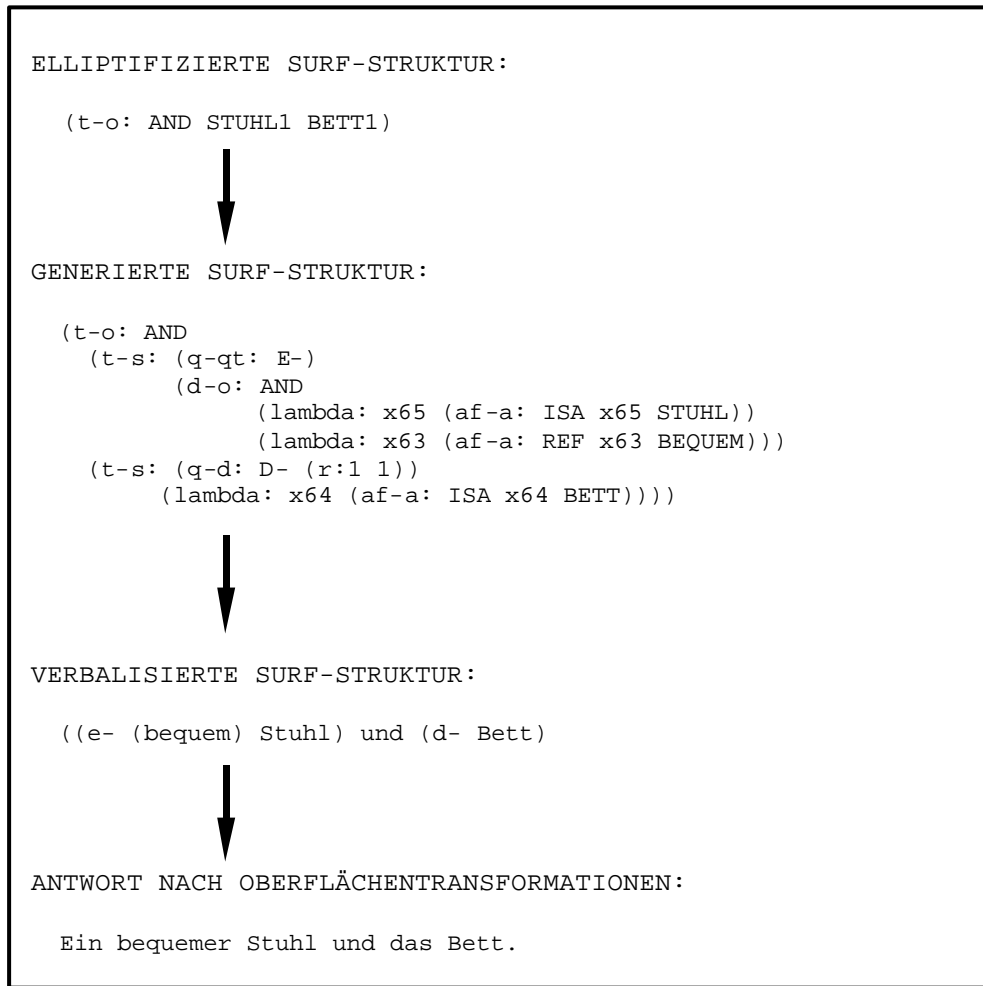 ELLIPTIFIZIERTE SURF-STRUKTUR:
(t-o: AND STUHL1 BETT1)
GENERIERTE SURF-STRUKTUR:
(t-o: AND
(t-s: (q-qt: E-)
(d-o: AND
(lambda: x65 (af-a: ISA x65 STUHL))
(lambda: x63 (af-a: REF x63 BEQUEM)))
(t-s: (q-d: D- (r:1 1))
(lambda: x64 (af-a: ISA x64 BETT))))
VERBALISIERTE SURF-STRUKTUR:
((e- (bequem) Stuhl) und (d- Bett)
ANTWORT NACH OBERFLÄCHENTRANSFORMATIONEN:
Ein bequemer Stuhl und das Bett.